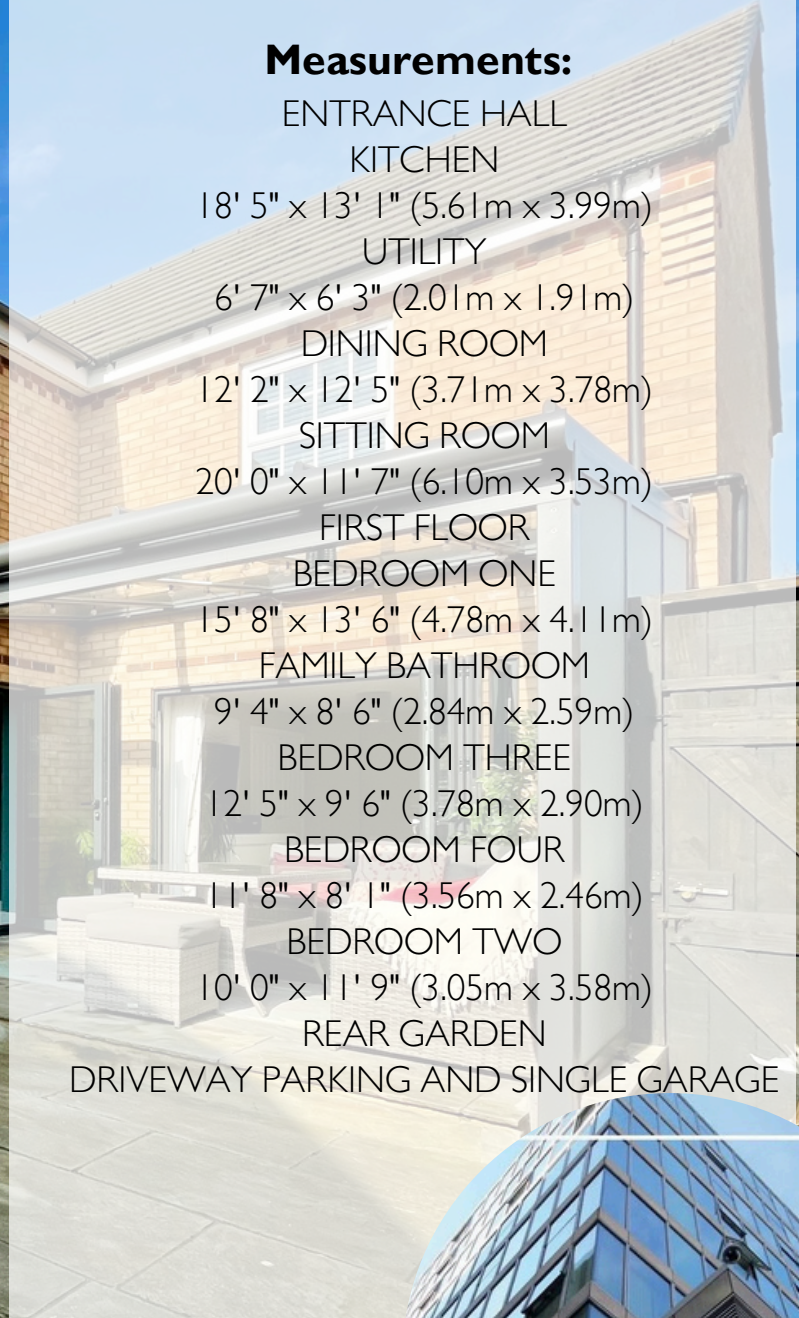 Measurements:
ENTRANCE HALL
KITCHEN
18' 5" x 13' 1" (5.61m x 3.99m)
UTILITY
6' 7" x 6' 3" (2.01m x 1.91m)
DINING ROOM
12' 2" x 12' 5" (3.71m x 3.78m)
SITTING ROOM
20' 0" x 11' 7" (6.10m x 3.53m)
FIRST FLOOR
BEDROOM ONE
15' 8" x 13' 6" (4.78m x 4.11m)
FAMILY BATHROOM
9' 4" x 8' 6" (2.84m x 2.59m)
BEDROOM THREE
12' 5" x 9' 6" (3.78m x 2.90m)
BEDROOM FOUR
11' 8" x 8' 1" (3.56m x 2.46m)
BEDROOM TWO
10' 0" x 11' 9" (3.05m x 3.58m)
REAR GARDEN
DRIVEWAY PARKING AND SINGLE GARAGE